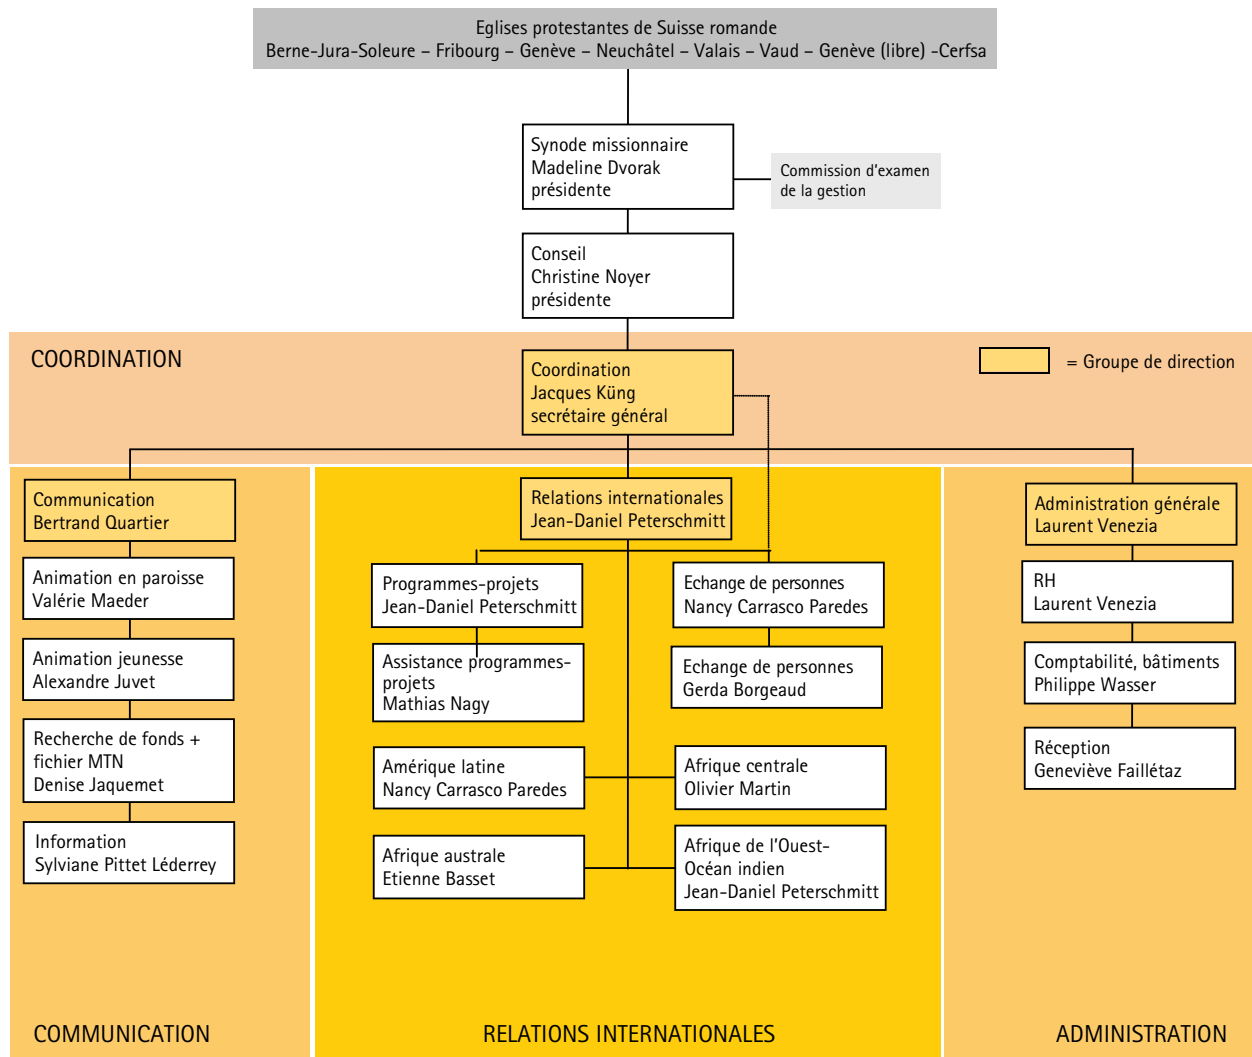 Eglises protestantes de Suisse romande
Berne-Jura-Soleure – Fribourg – Genève – Neuchâtel – Valais – Vaud – Genève (libre) -Cerfsa
Synode missionnaire
Madeline Dvorak
présidente
Commission d'examen
de la gestion
Conseil
Christine Noyer
présidente
COORDINATION
Coordination
Jacques Küng
secrétaire général
= Groupe de direction
Communication
Bertrand Quartier
Animation en paroisse
Valérie Maeder
Animation jeunesse
Alexandre Juvet
Recherche de fonds +
fichier MTN
Denise Jaquemet
Information
Sylviane Pittet Léderrey
COMMUNICATION
Relations internationales
Jean-Daniel Peterschmitt
Programmes-projets
Jean-Daniel Peterschmitt
Echange de personnes
Nancy Carrasco Paredes
Assistance programmes-
projets
Mathias Nagy
Echange de personnes
Gerda Borgeaud
Amérique latine
Nancy Carrasco Paredes
Afrique centrale
Olivier Martin
Afrique australe
Etienne Basset
Afrique de l'Ouest-
Océan indien
Jean-Daniel Peterschmitt
RELATIONS INTERNATIONALES
Administration générale
Laurent Venezia
RH
Laurent Venezia
Comptabilité, bâtiments
Philippe Wasser
Réception
Geneviève Faillétaz
ADMINISTRATION